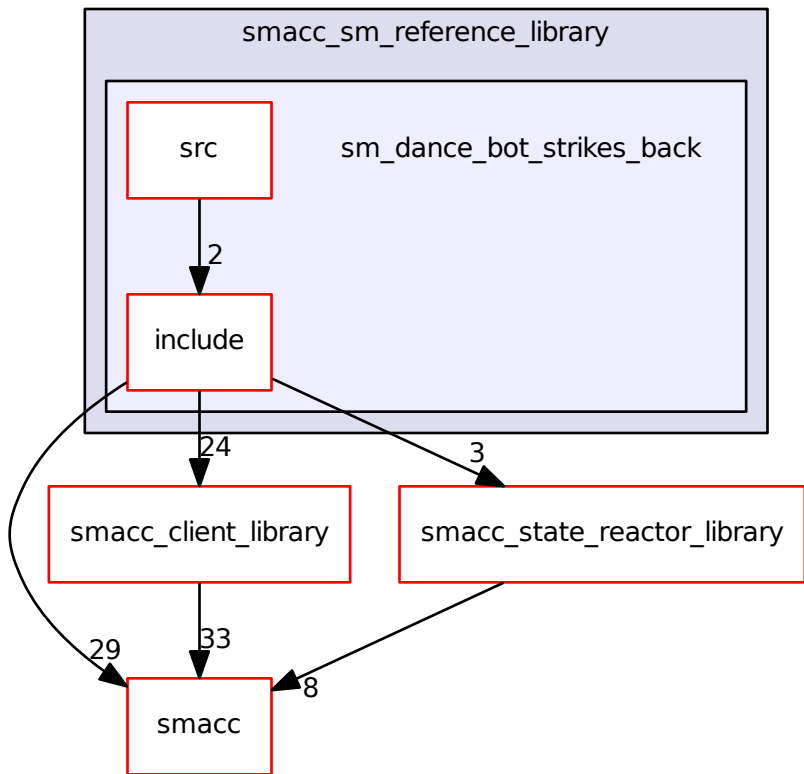 smacc_sm_reference_library
src
sm_dance_bot_strikes_back
2
include
24
3
smacc_client_library
smacc_state_reactor_library
29
33
8
smacc